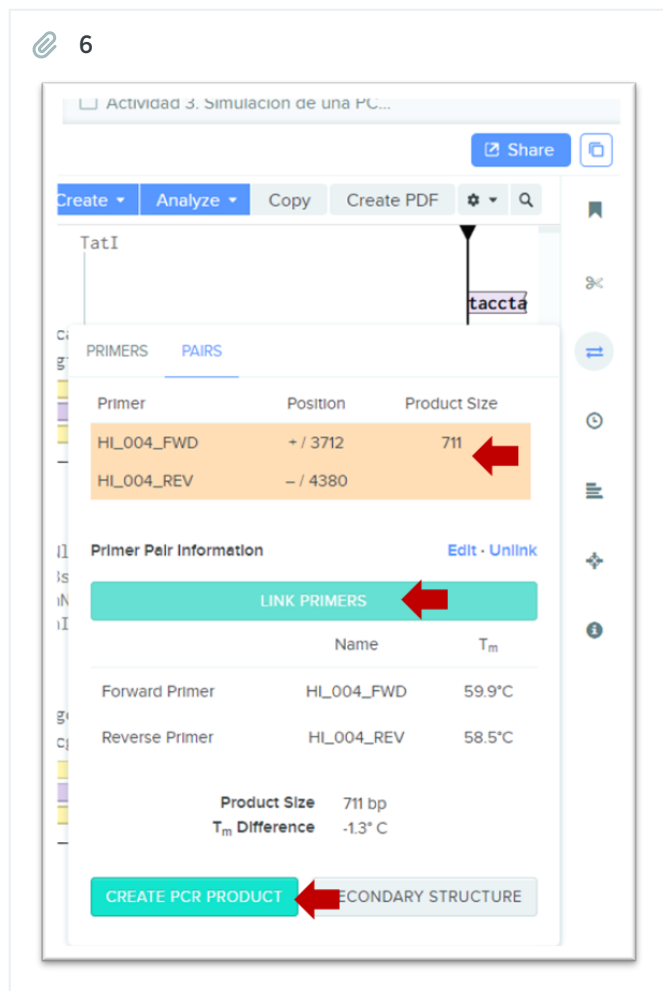 6
Actividad 3. Simulación de una PC...
Share
Create Analyze Copy Create PDF
TatI
taccta
PRIMERS PAIRS
Primer Position Product Size
HI_004_FWD + / 3712 711
HI_004_REV – / 4380
Primer Pair Information Edit · Unlink
LINK PRIMERS
Name Tm
Forward Primer HI_004_FWD 59.9°C
Reverse Primer HI_004_REV 58.5°C
Product Size 711 bp
Tm Difference -1.3° C
CREATE PCR PRODUCT ECONDARY STRUCTURE